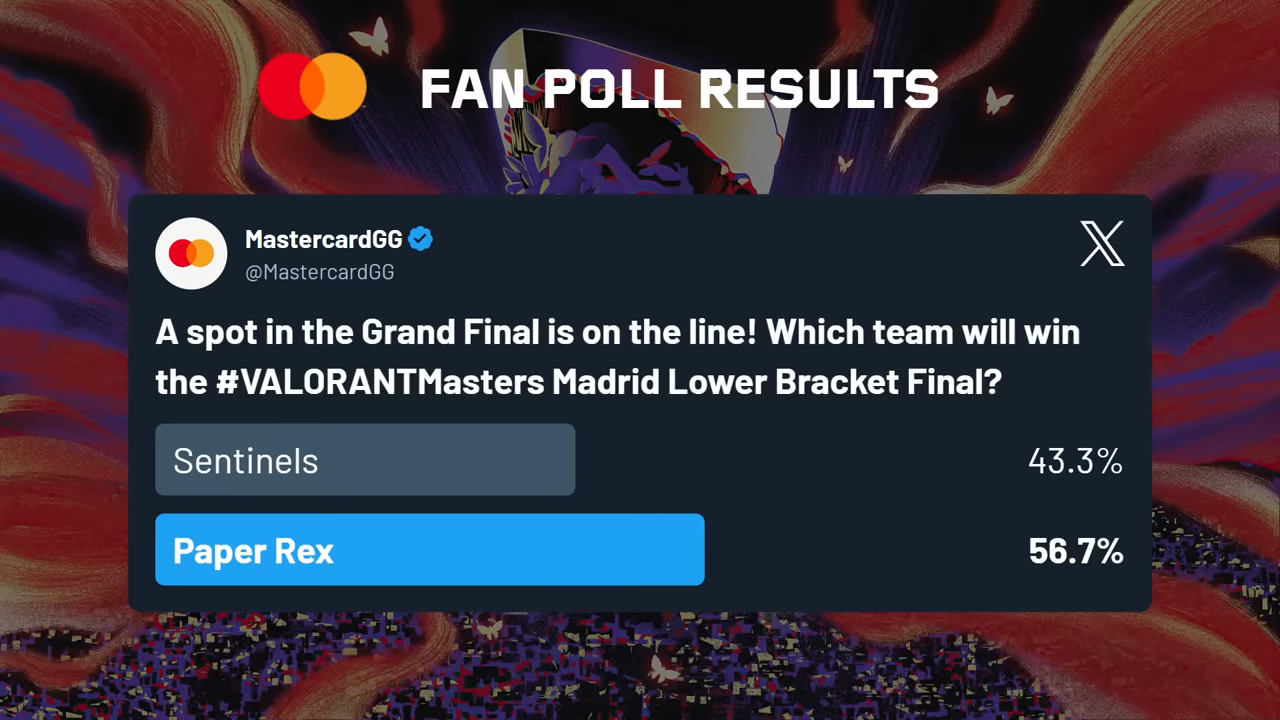 FAN POLL RESULTS
MastercardGG
@MastercardGG
A spot in the Grand Final is on the line! Which team will win
the #VALORANTMasters Madrid Lower Bracket Final?
Sentinels 43.3%
Paper Rex 56.7%